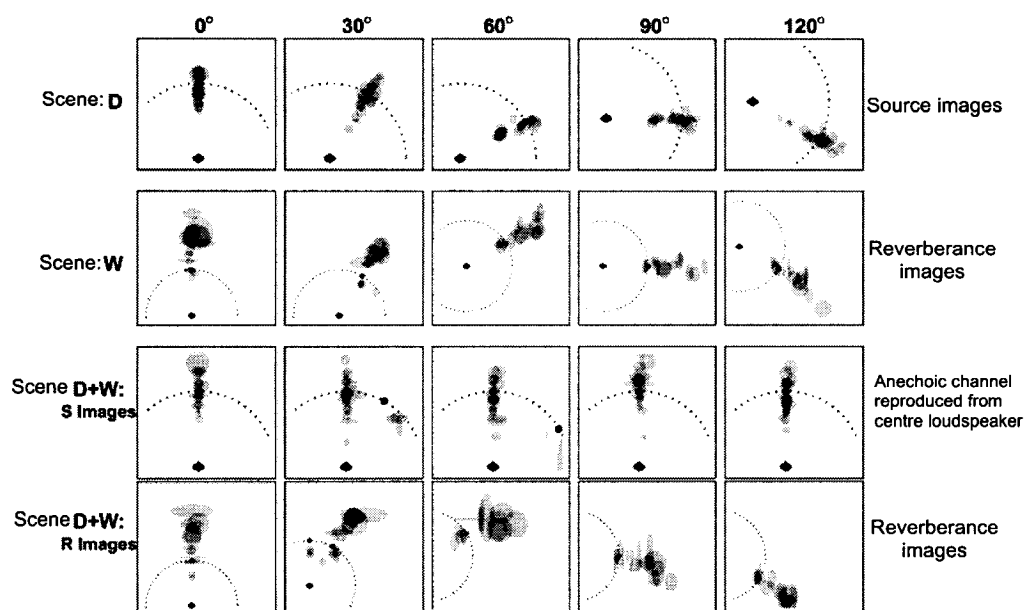 0° 30° 60° 90° 120°
Scene: D
Source images
Scene: W
Reverberance
images
Scene D+W:
S Images
Anechoic channel
reproduced from
centre loudspeaker
Scene D+W:
R Images
Reverberance
images